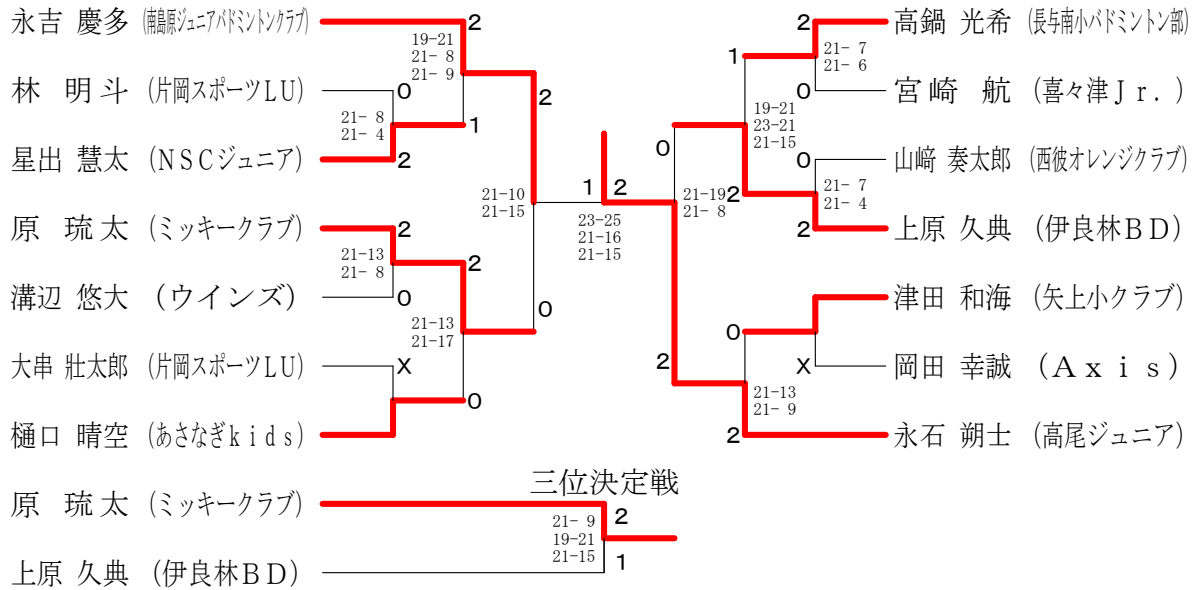 永吉 慶多 (南島原ジュニアバドミントンクラブ)
林 明斗 (片岡スポーツLU)
星出 慧太 (NSCジュニア)
原 琉太 (ミッキークラブ)
溝辺 悠大 (ウインズ)
大串 壯太郎 (片岡スポーツLU)
樋口 晴空 (あさなぎkids)
2
19-21
21- 8
21- 9
0
21- 8
21- 4
1
2
2
21-10
21-15
2
21-13
21- 8
0
2
21-13
21-17
0
X
0
1
2
23-25
21-16
21-15
高鍋 光希 (長与南小バドミントン部)
宮崎 航 (喜々津Jr.)
山﨑 奏太郎 (西彼オレンジクラブ)
上原 久典 (伊良林BD)
津田 和海 (矢上小クラブ)
岡田 幸誠 (Axis)
永石 朔士 (高尾ジュニア)
2
21- 7
21- 6
0
1
19-21
23-21
21-15
0
21- 7
21- 4
2
2
0
21-19
21- 8
2
0
X
21-13
21- 9
2
三位決定戦
原 琉太 (ミッキークラブ)
上原 久典 (伊良林BD)
21- 9
19-21
21-15
2
1